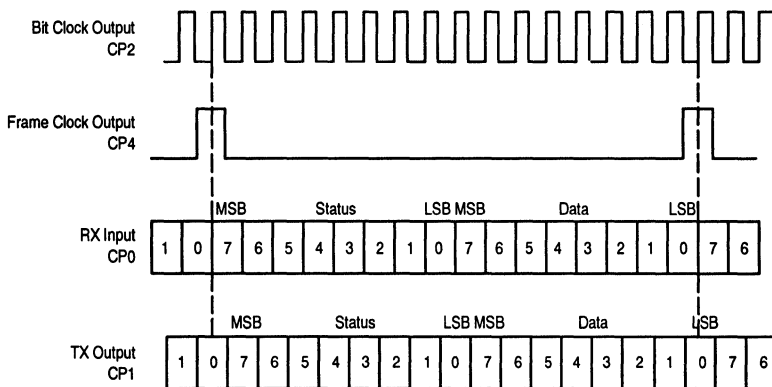 Bit Clock Output
CP2
Frame Clock Output
CP4
MSB Status LSB MSB Data LSB
RX Input
CP0
1 0 7 6 5 4 3 2 1 0 7 6 5 4 3 2 1 0 7 6
MSB Status LSB MSB Data LSB
TX Output
CP1
1 0 7 6 5 4 3 2 1 0 7 6 5 4 3 2 1 0 7 6